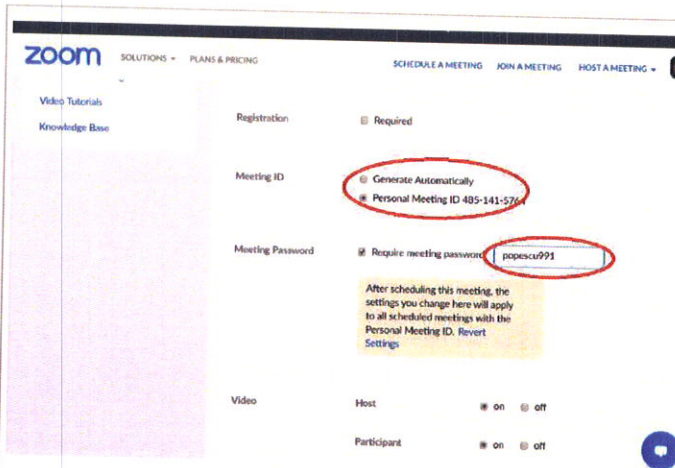 zoom SOLUTIONS PLANS & PRICING SCHEDULE A MEETING JOIN A MEETING HOST A MEETING
Video Tutorials
Knowledge Base
Registration Required
Meeting ID Generate Automatically
Personal Meeting ID 485-141-576
Meeting Password Require meeting password popescu991
After scheduling this meeting, the
settings you change here will apply
to all scheduled meetings with the
Personal Meeting ID. Revert
Settings
Video Host on off
Participant on off